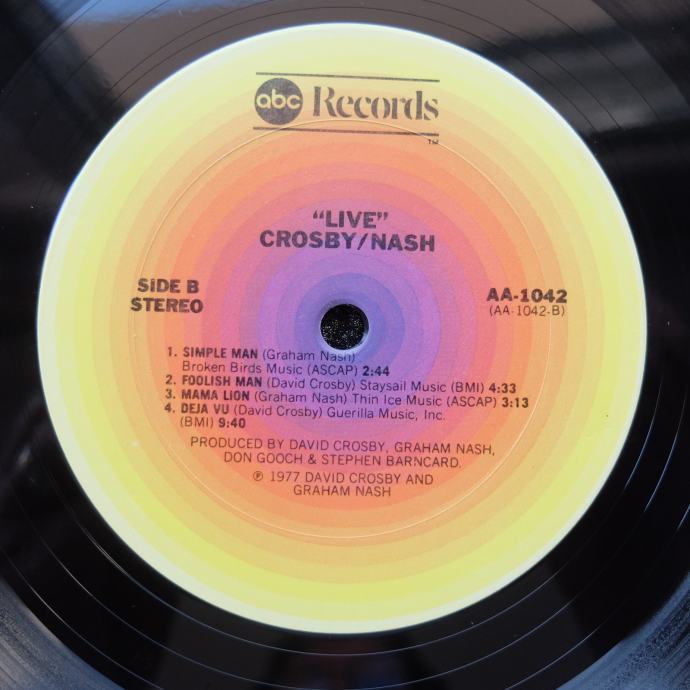 abc Records
TM
"LIVE"
CROSBY/NASH
SIDE B
STEREO
AA-1042
(AA-1042-B)
1. SIMPLE MAN (Graham Nash)
Broken Birds Music (ASCAP) 2:44
2. FOOLISH MAN (David Crosby) Staysail Music (BMI) 4:33
3. MAMA LION (Graham Nash) Thin Ice Music (ASCAP) 3:13
4. DEJA VU (David Crosby) Guerilla Music, Inc.
(BMI) 9:40
PRODUCED BY DAVID CROSBY, GRAHAM NASH,
DON GOOCH & STEPHEN BARNCARD.
℗ 1977 DAVID CROSBY AND
GRAHAM NASH